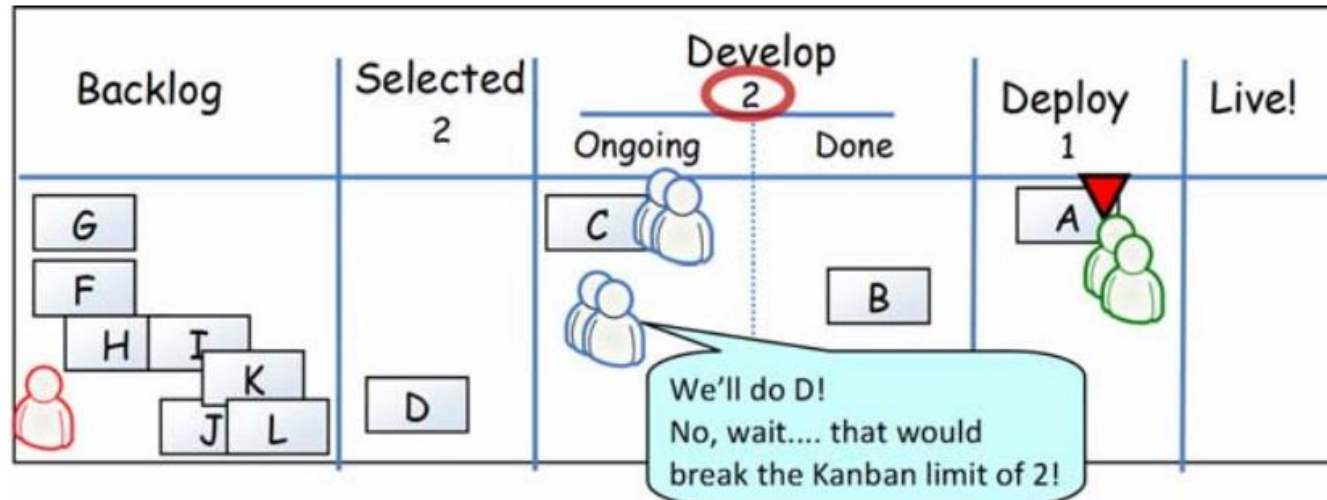 Backlog
Selected
2
Develop
2
Ongoing
Done
Deploy
1
Live!
G
F
H
I
K
J
L
D
C
B
A
We'll do D!
No, wait.... that would
break the Kanban limit of 2!